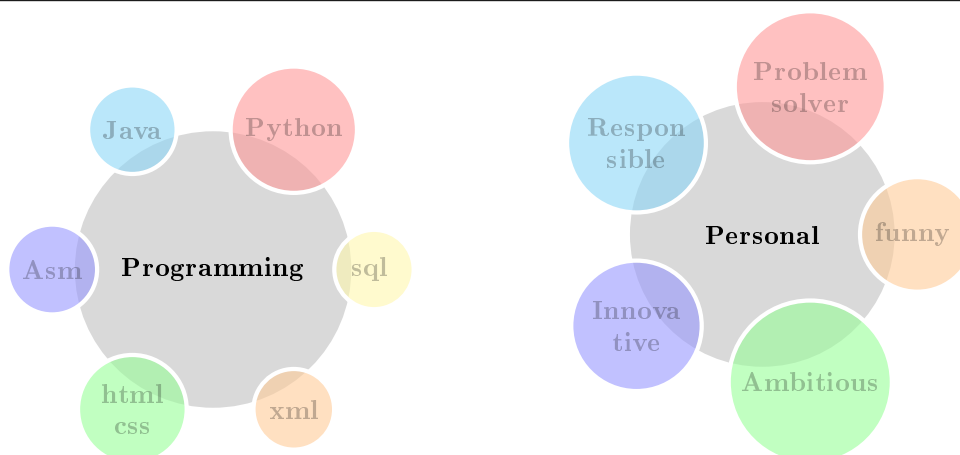 Java
Python
Asm
Programming
sql
html
css
xml
Problem
solver
Respon
sible
Personal
funny
Innova
tive
Ambitious